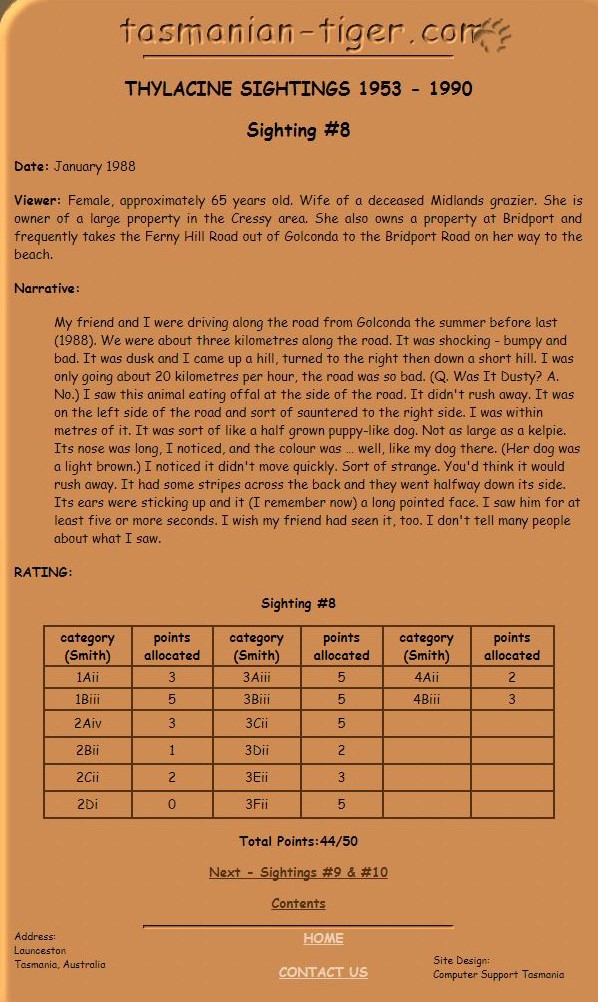 tasmanian-tiger.com
THYLACINE SIGHTINGS 1953 - 1990
Sighting #8
Date: January 1988
Viewer: Female, approximately 65 years old. Wife of a deceased Midlands grazier. She is
owner of a large property in the Cressy area. She also owns a property at Bridport and
frequently takes the Ferny Hill Road out of Golconda to the Bridport Road on her way to the
beach.
Narrative:
My friend and I were driving along the road from Golconda the summer before last
(1988). We were about three kilometres along the road. It was shocking - bumpy and
bad. It was dusk and I came up a hill, turned to the right then down a short hill. I was
only going about 20 kilometres per hour, the road was so bad. (Q. Was It Dusty? A.
No.) I saw this animal eating offal at the side of the road. It didn't rush away. It was
on the left side of the road and sort of sauntered to the right side. I was within
metres of it. It was sort of like a half grown puppy-like dog. Not as large as a kelpie.
Its nose was long, I noticed, and the colour was ... well, like my dog there. (Her dog was
a light brown.) I noticed it didn't move quickly. Sort of strange. You'd think it would
rush away. It had some stripes across the back and they went halfway down its side.
Its ears were sticking up and it (I remember now) a long pointed face. I saw him for at
least five or more seconds. I wish my friend had seen it, too. I don't tell many people
about what I saw.
RATING:
Sighting #8
category points category points category points
(Smith) allocated (Smith) allocated (Smith) allocated
1Aii 3 3Aiii 5 4Aii 2
1Biii 5 3Biii 5 4Biii 3
2Aiv 3 3Cii 5
2Bii 1 3Dii 2
2Cii 2 3Eii 3
2Di 0 3Fii 5
Total Points:44/50
Next - Sightings #9 & #10
Contents
Address:
Launceston
Tasmania, Australia
HOME
CONTACT US
Site Design:
Computer Support Tasmania